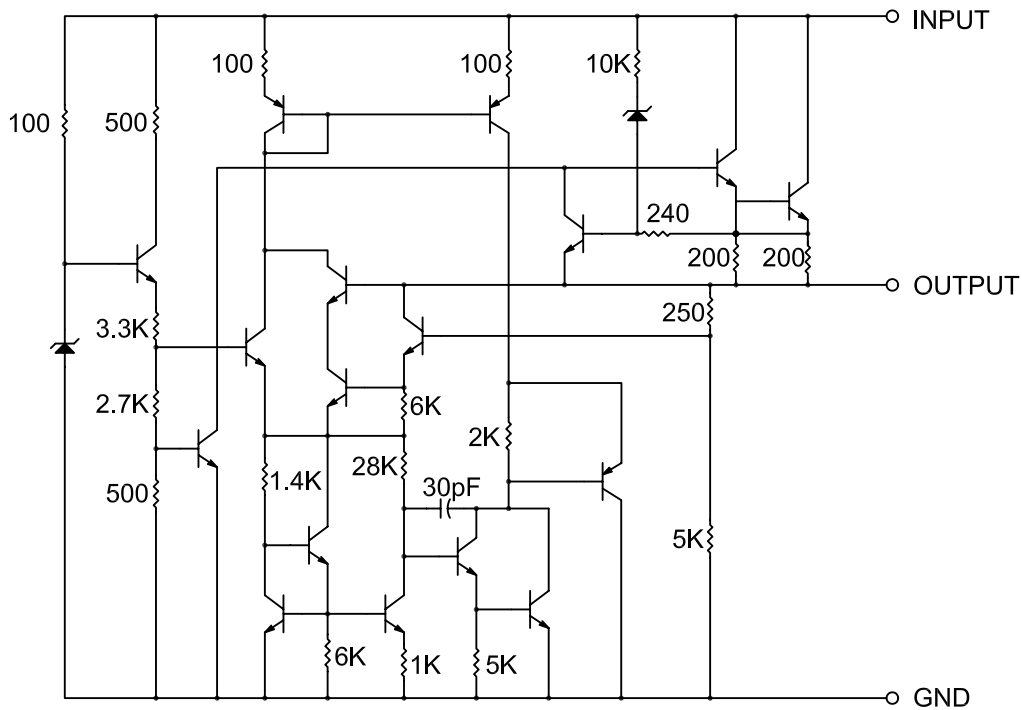 INPUT
100
100
10K
100
500
240
200
200
OUTPUT
250
3.3K
2.7K
6K
2K
28K
1.4K
30pF
500
5K
6K
1K
5K
GND